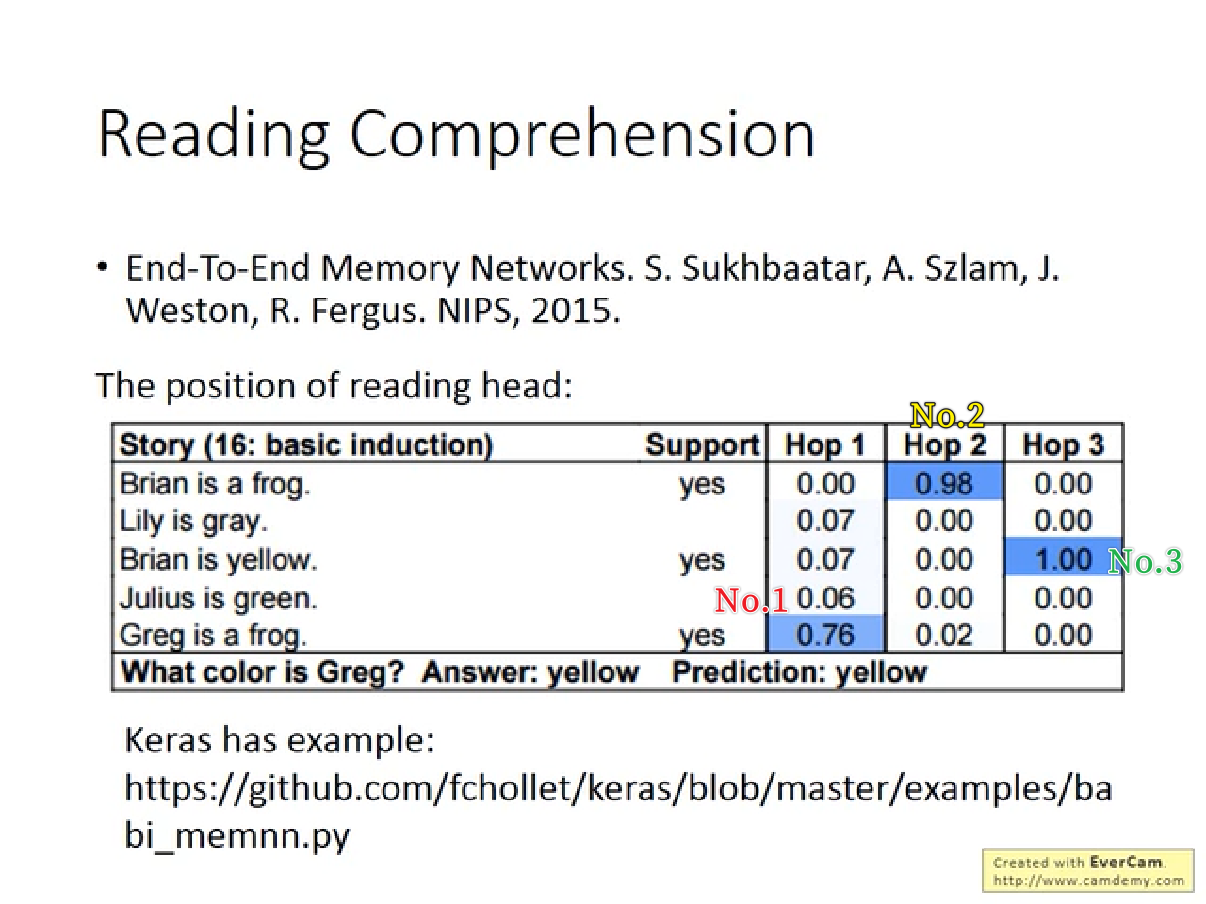 Reading Comprehension
• End-To-End Memory Networks. S. Sukhbaatar, A. Szlam, J.
Weston, R. Fergus. NIPS, 2015.
The position of reading head:
No.2
Story (16: basic induction) Support Hop 1 Hop 2 Hop 3
Brian is a frog. yes 0.00 0.98 0.00
Lily is gray. 0.07 0.00 0.00
Brian is yellow. yes 0.07 0.00 1.00 No.3
Julius is green. No.1 0.06 0.00 0.00
Greg is a frog. yes 0.76 0.02 0.00
What color is Greg? Answer: yellow Prediction: yellow
Keras has example:
https://github.com/fchollet/keras/blob/master/examples/ba
bi_memnn.py
Created with EverCam.
http://www.camdemy.com